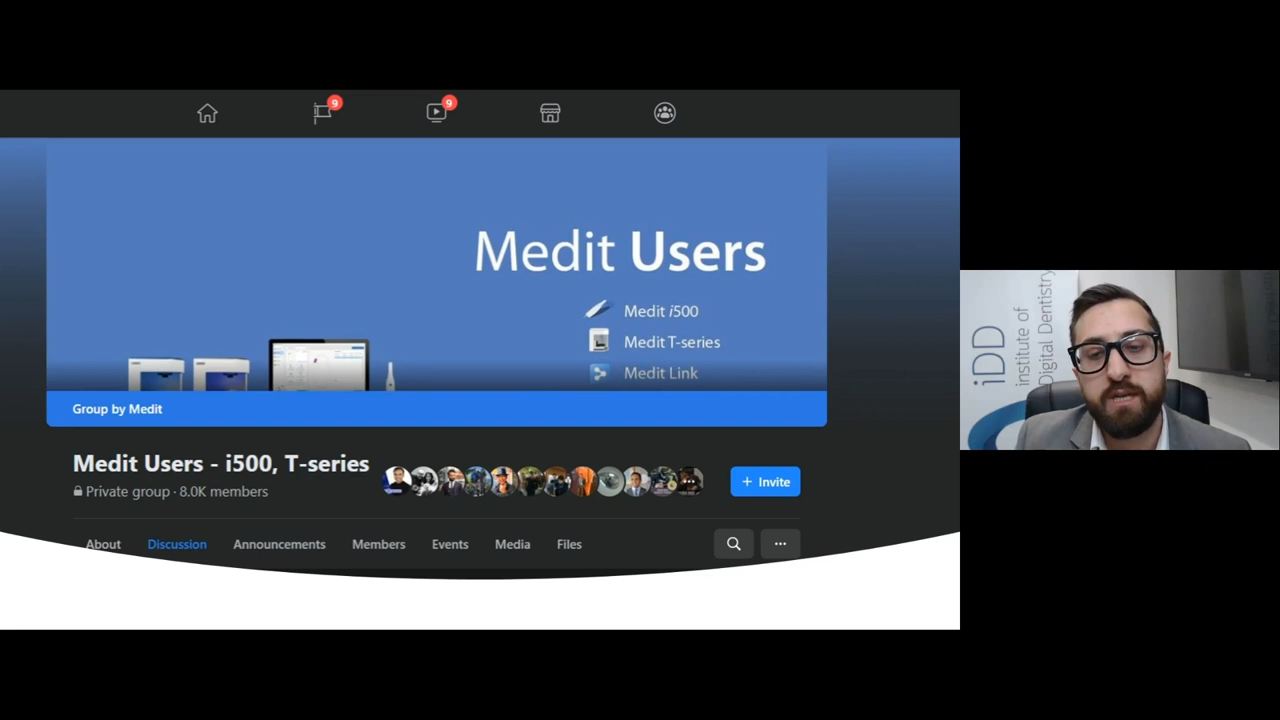 9
9
Medit Users
Medit i500
Medit T-series
Medit Link
Group by Medit
Medit Users - i500, T-series
Private group · 8.0K members
+ Invite
About
Discussion
Announcements
Members
Events
Media
Files
iDD
institute of
Digital Dentistry